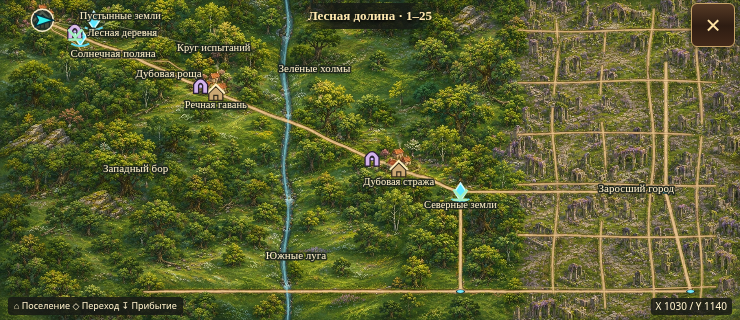 Лесная долина · 1–25
×
Пустынные земли
Лесная деревня
Солнечная поляна
Круг испытаний
Дубовая роща
Зелёные холмы
Речная гавань
Западный бор
Дубовая стража
Заросший город
Северные земли
Южные луга
⌂ Поселение ◇ Переход ↧ Прибытие
X 1030 / Y 1140